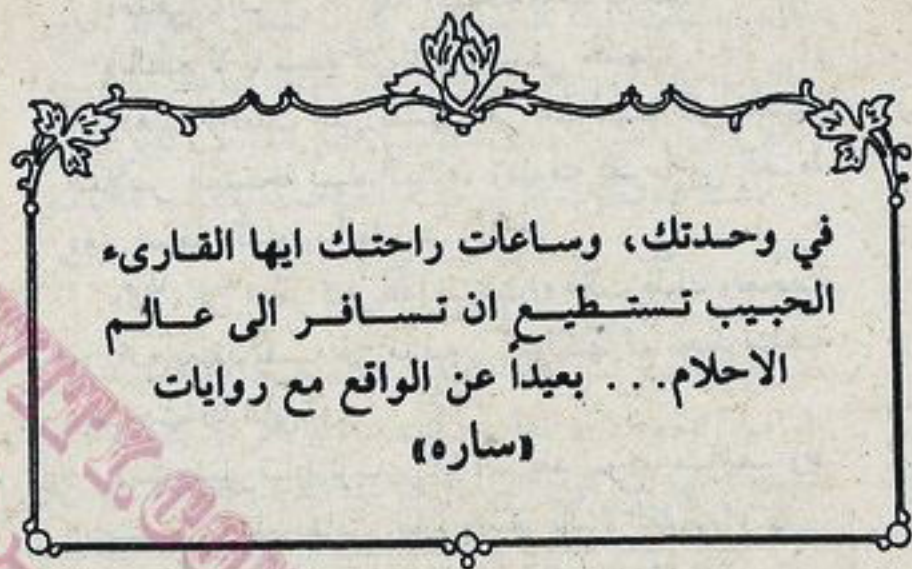 في وحدتك، وساعات راحتك ايها القارىء
الحبيب تستطيع ان تسافر الى عالم
الاحلام... بعيداً عن الواقع مع روايات
«ساره»